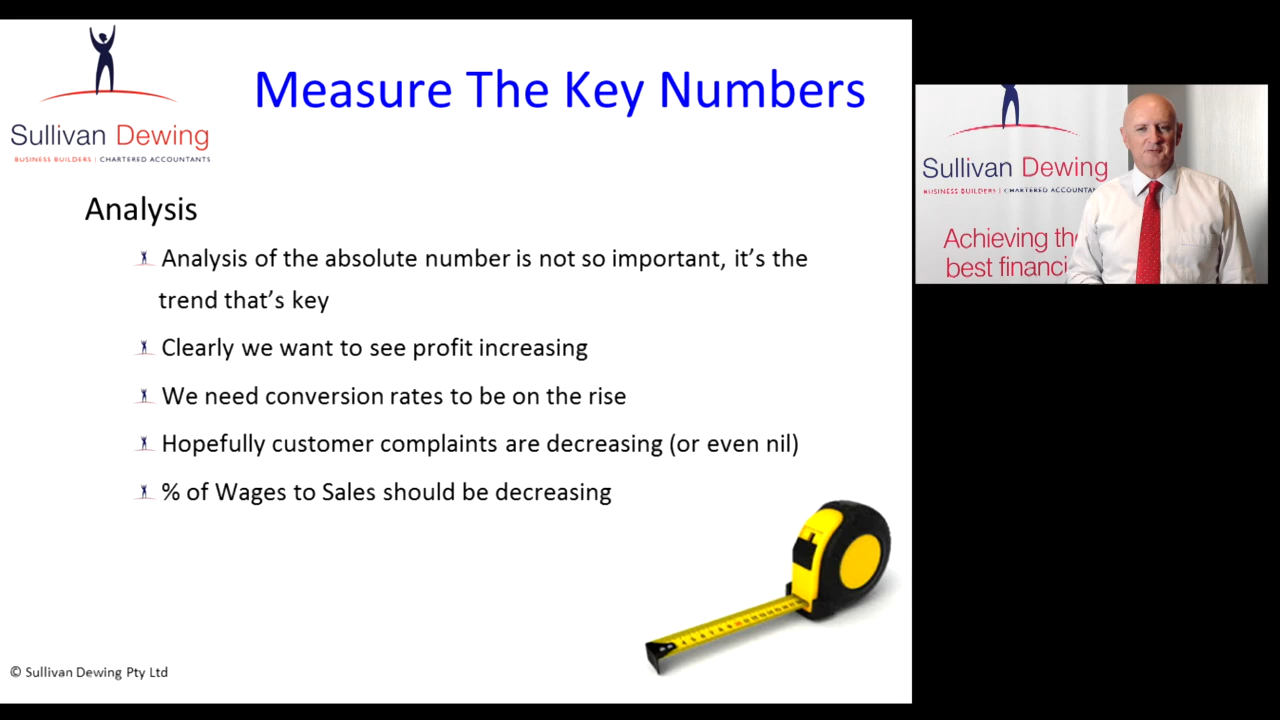 Sullivan Dewing
BUSINESS BUILDERS | CHARTERED ACCOUNTANTS
Measure The Key Numbers
Analysis
Analysis of the absolute number is not so important, it's the
trend that's key
Clearly we want to see profit increasing
We need conversion rates to be on the rise
Hopefully customer complaints are decreasing (or even nil)
% of Wages to Sales should be decreasing
© Sullivan Dewing Pty Ltd
Sullivan Dewing
BUSINESS BUILDERS | CHARTERED ACCOUNTAN
Achieving the
best financi